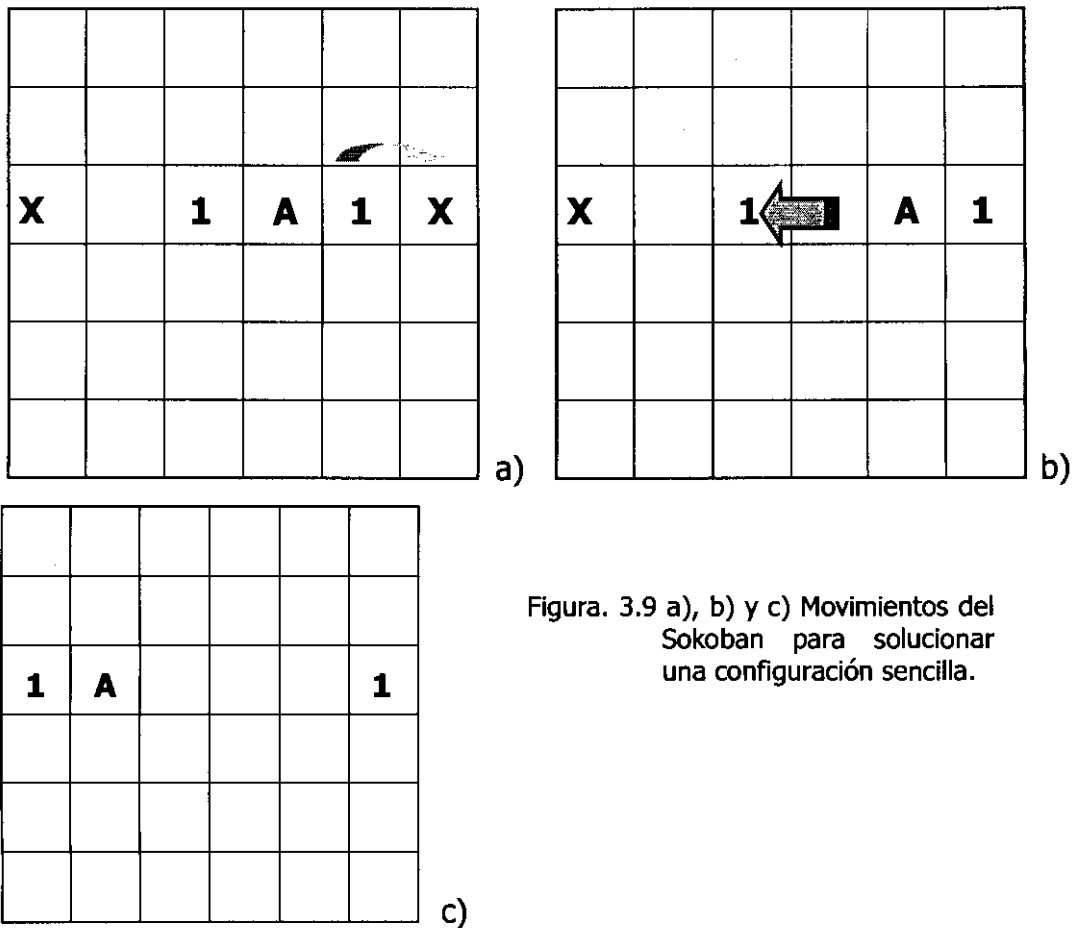 X 1 A 1 X
a)
X 1 A 1
b)
1 A 1
c)
Figura. 3.9 a), b) y c) Movimientos del
Sokoban para solucionar
una configuración sencilla.